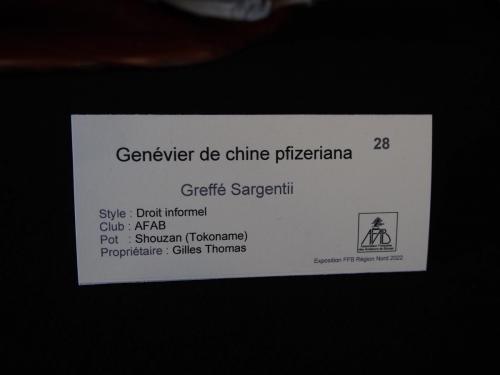 Genévier de chine pfizeriana 28
Greffé Sargentii
Style : Droit informel
Club : AFAB
Pot : Shouzan (Tokoname)
Propriétaire : Gilles Thomas
AFAB
Exposition FFB Région Nord 2022